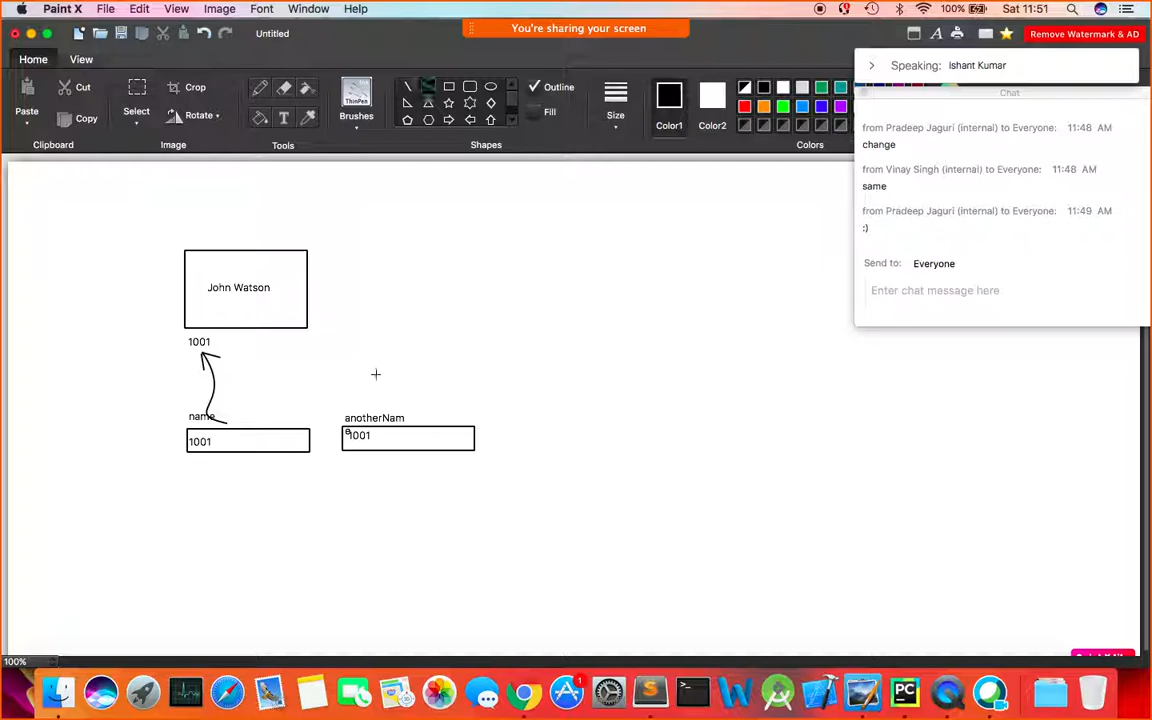 Paint X File Edit View Image Font Window Help 100% Sat 11:51
Untitled
You're sharing your screen
Remove Watermark & AD
Home View
Speaking: Ishant Kumar
Paste
Cut
Copy
Select
Crop
Rotate
ThinPen
Brushes
Outline
Fill
Size
Color1
Color2
Clipboard Image Tools Shapes Colors
Chat
from Pradeep Jaguri (internal) to Everyone: 11:48 AM
change
from Vinay Singh (internal) to Everyone: 11:48 AM
same
from Pradeep Jaguri (internal) to Everyone: 11:49 AM
:)
Send to: Everyone
Enter chat message here
John Watson
1001
name
1001
anotherNam
e
1001
100%
1
PC